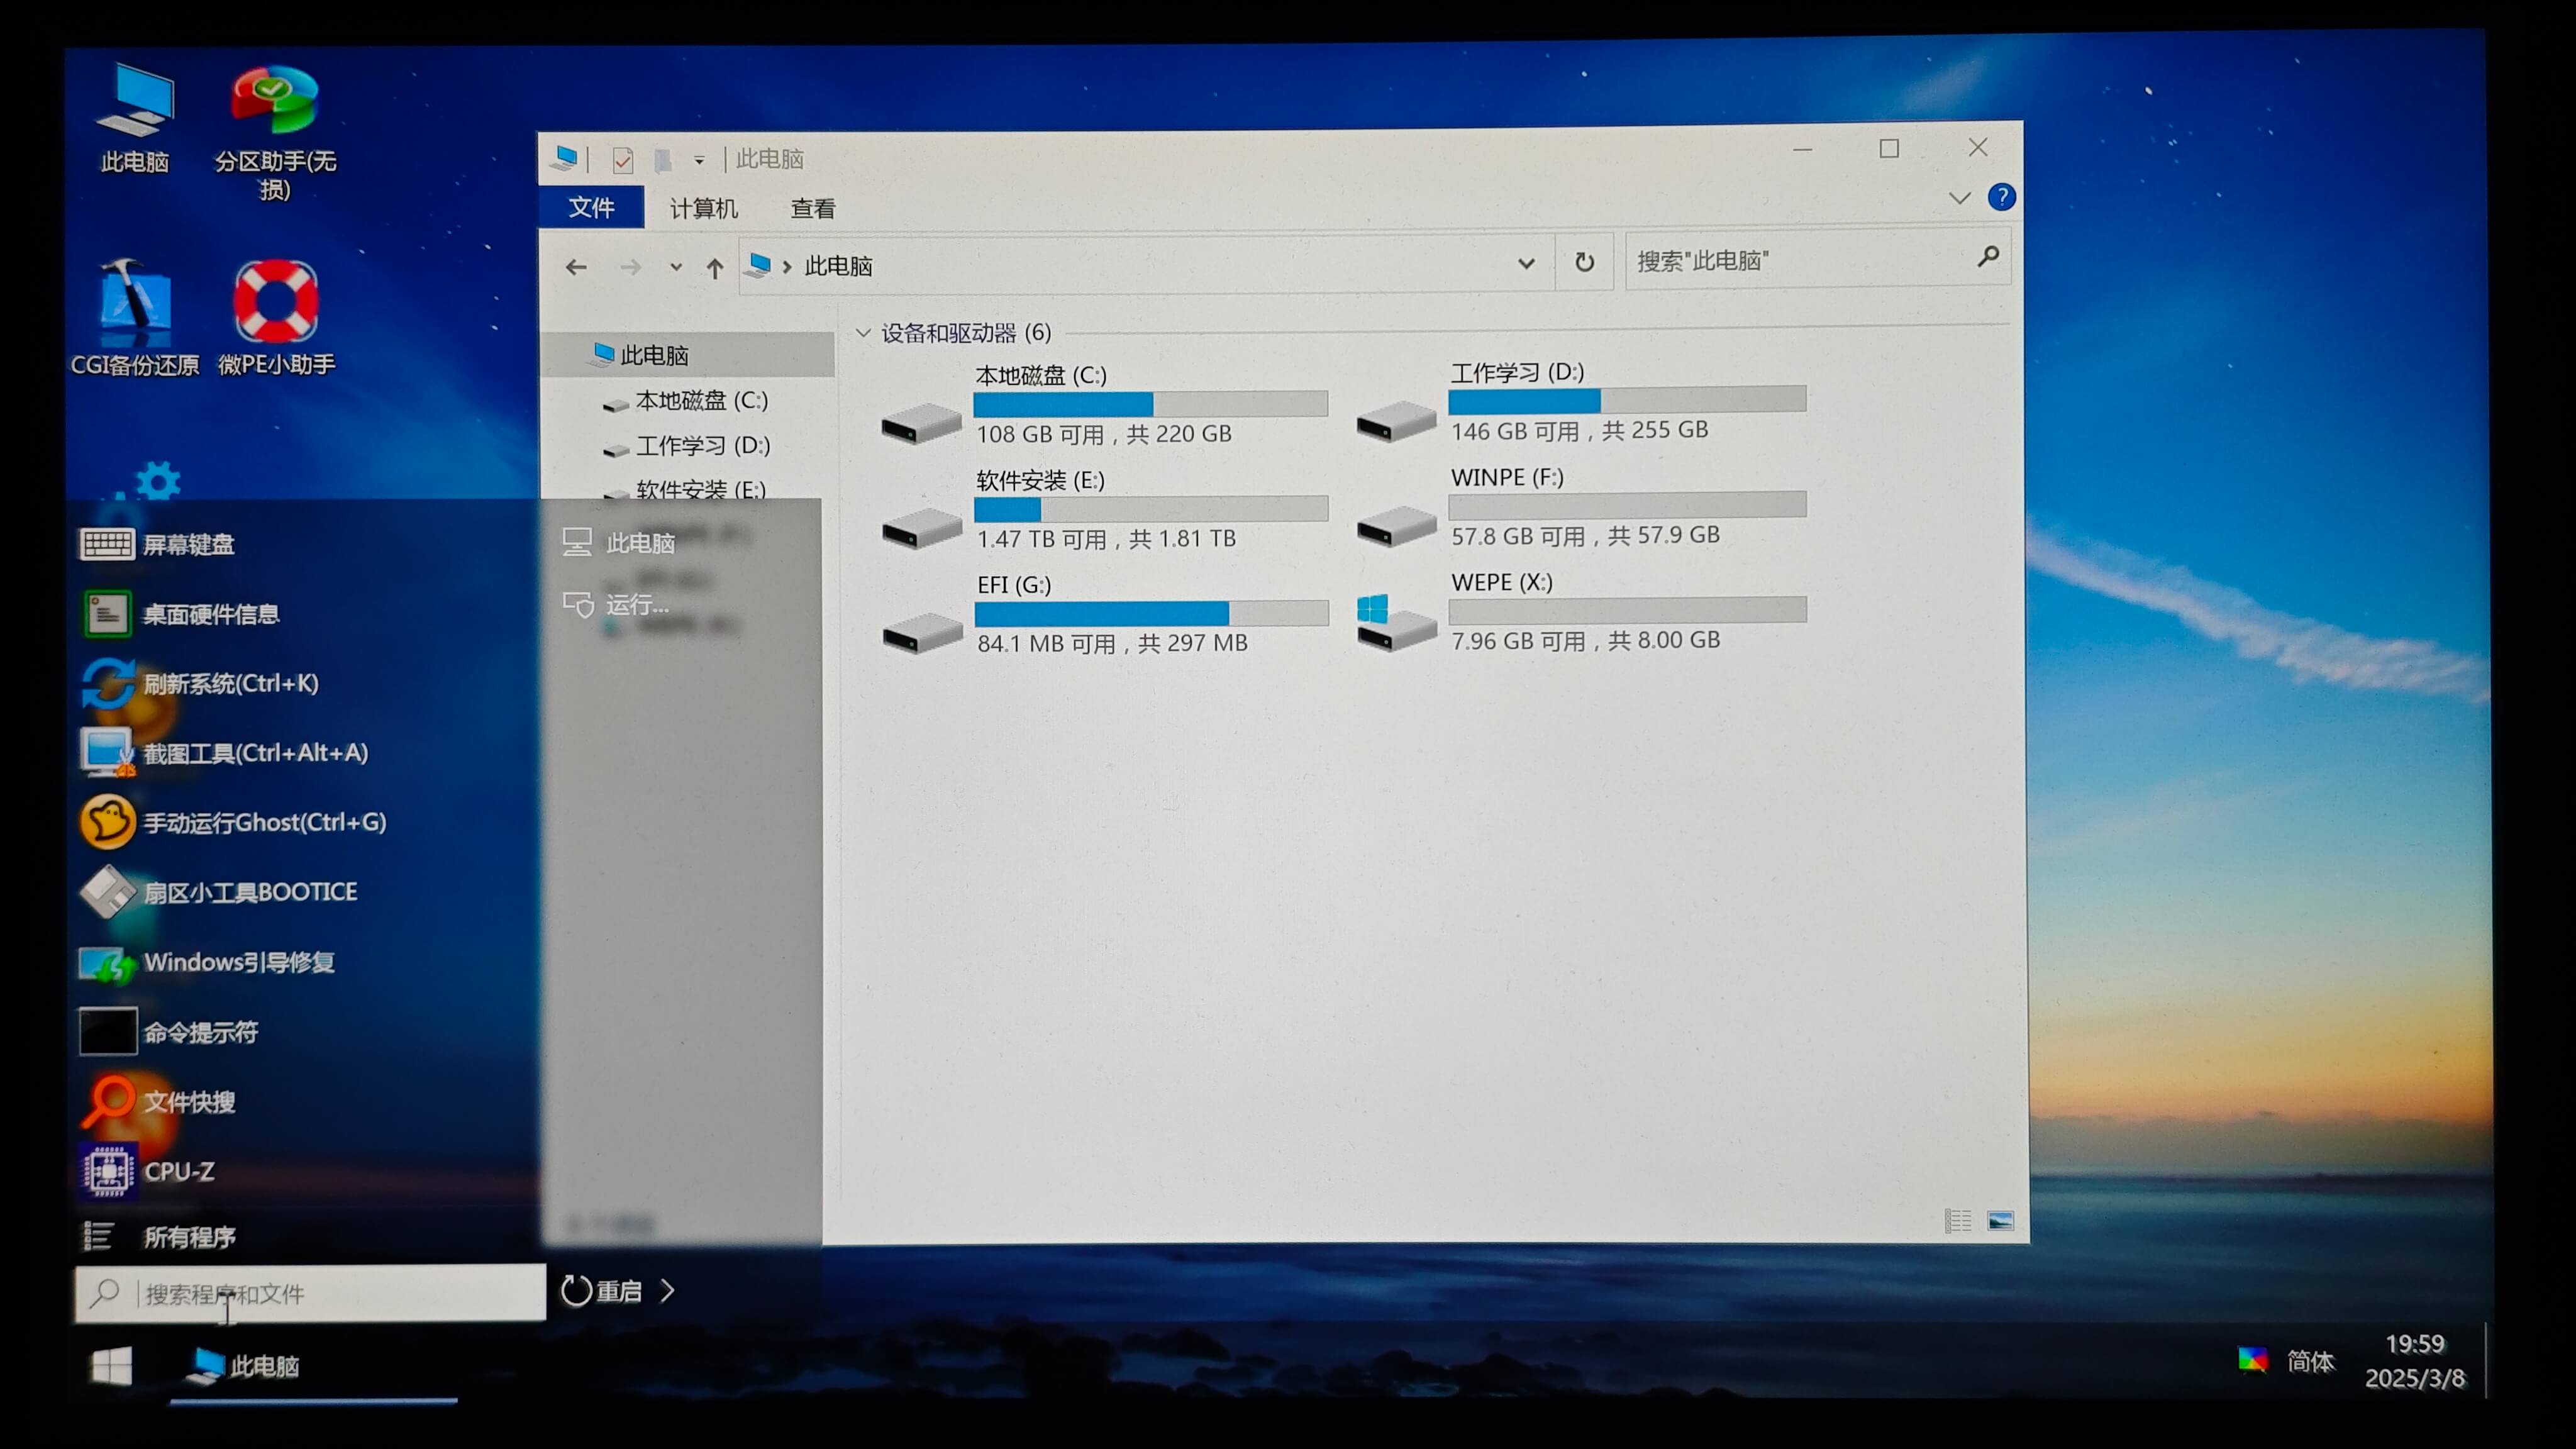 此电脑
分区助手(无
损)
CGI备份还原
微PE小助手
此电脑
文件
计算机
查看
此电脑
搜索"此电脑"
此电脑
本地磁盘 (C:)
工作学习 (D:)
软件安装 (E:)
设备和驱动器 (6)
本地磁盘 (C:)
108 GB 可用，共 220 GB
工作学习 (D:)
146 GB 可用，共 255 GB
软件安装 (E:)
1.47 TB 可用，共 1.81 TB
WINPE (F:)
57.8 GB 可用，共 57.9 GB
EFI (G:)
84.1 MB 可用，共 297 MB
WEPE (X:)
7.96 GB 可用，共 8.00 GB
屏幕键盘
桌面硬件信息
刷新系统(Ctrl+K)
截图工具(Ctrl+Alt+A)
手动运行Ghost(Ctrl+G)
扇区小工具BOOTICE
Windows引导修复
命令提示符
文件快搜
CPU-Z
所有程序
搜索程序和文件
此电脑
运行...
重启
此电脑
简体
19:59
2025/3/8